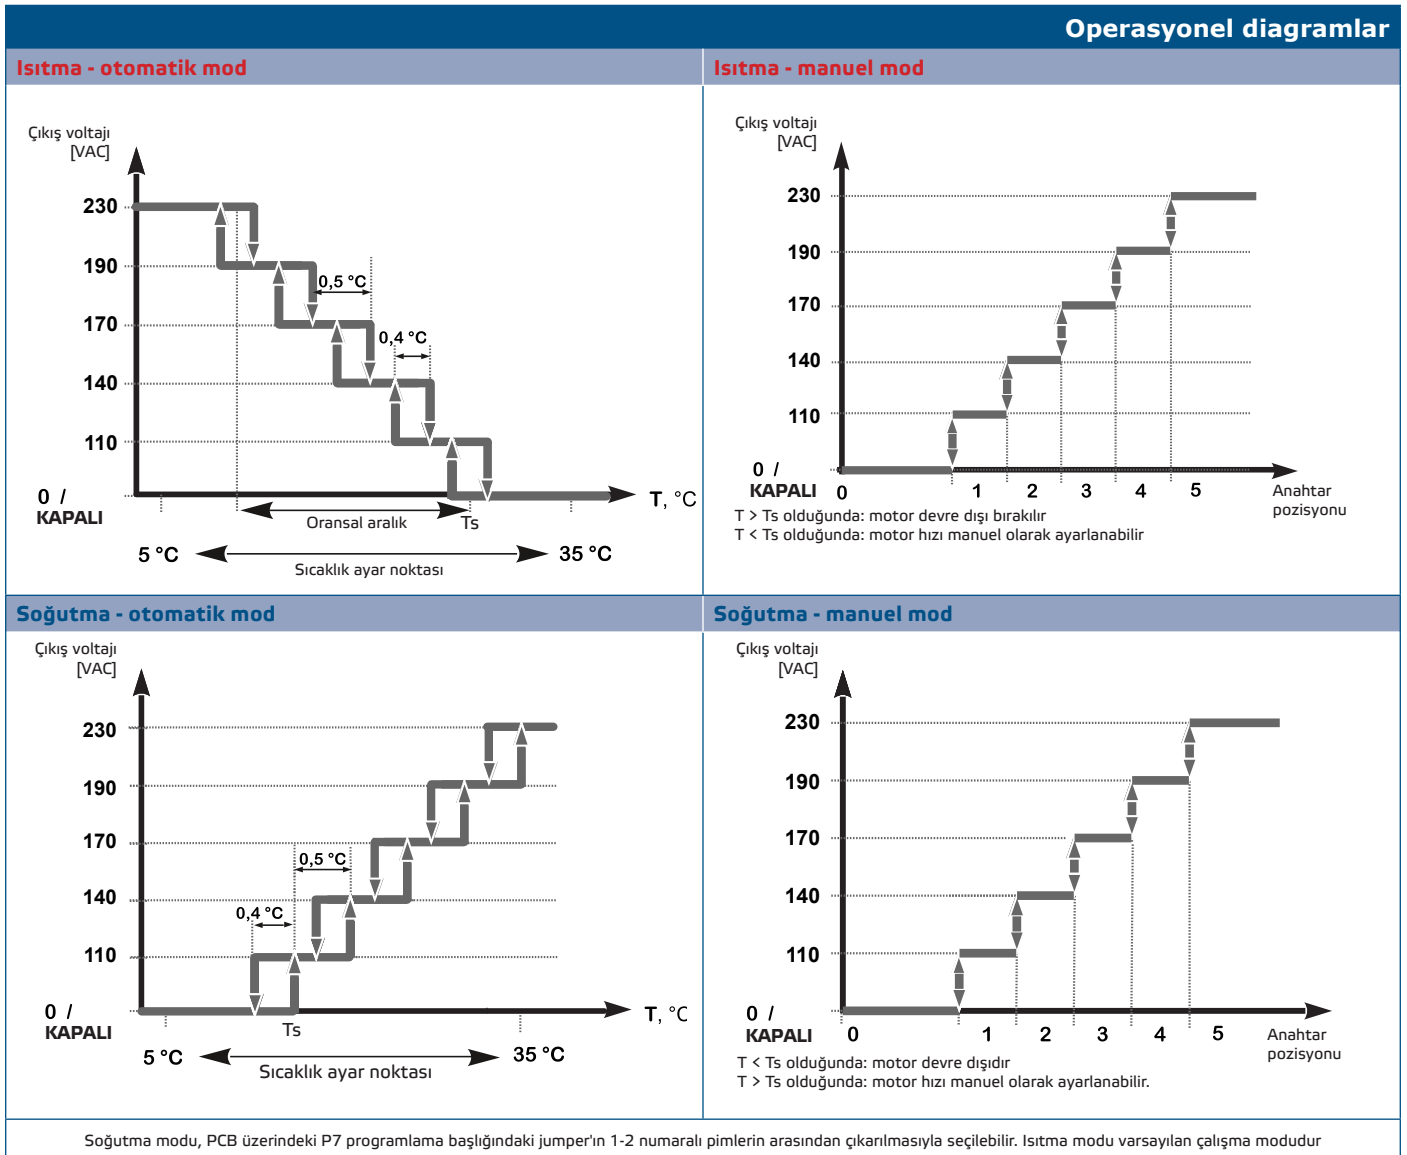 Operasyonel diagramlar
Isıtma - otomatik mod
Çıkış voltajı
[VAC]
230
190
0,5 °C
170
0,4 °C
140
110
0 /
KAPALI
T, °C
Oransal aralık
Ts
5 °C
35 °C
Sıcaklık ayar noktası
Isıtma - manuel mod
Çıkış voltajı
[VAC]
230
190
170
140
110
0 /
KAPALI
0 1 2 3 4 5
Anahtar
pozisyonu
T > Ts olduğunda: motor devre dışı bırakılır
T < Ts olduğunda: motor hızı manuel olarak ayarlanabilir
Soğutma - otomatik mod
Çıkış voltajı
[VAC]
230
190
170
0,5 °C
140
0,4 °C
110
0 /
KAPALI
T, °C
Ts
5 °C
35 °C
Sıcaklık ayar noktası
Soğutma - manuel mod
Çıkış voltajı
[VAC]
230
190
170
140
110
0 /
KAPALI
0 1 2 3 4 5
Anahtar
pozisyonu
T < Ts olduğunda: motor devre dışıdır
T > Ts olduğunda: motor hızı manuel olarak ayarlanabilir.
Soğutma modu, PCB üzerindeki P7 programlama başlığındaki jumper'ın 1-2 numaralı pimlerin arasından çıkarılmasıyla seçilebilir. Isıtma modu varsayılan çalışma modudur